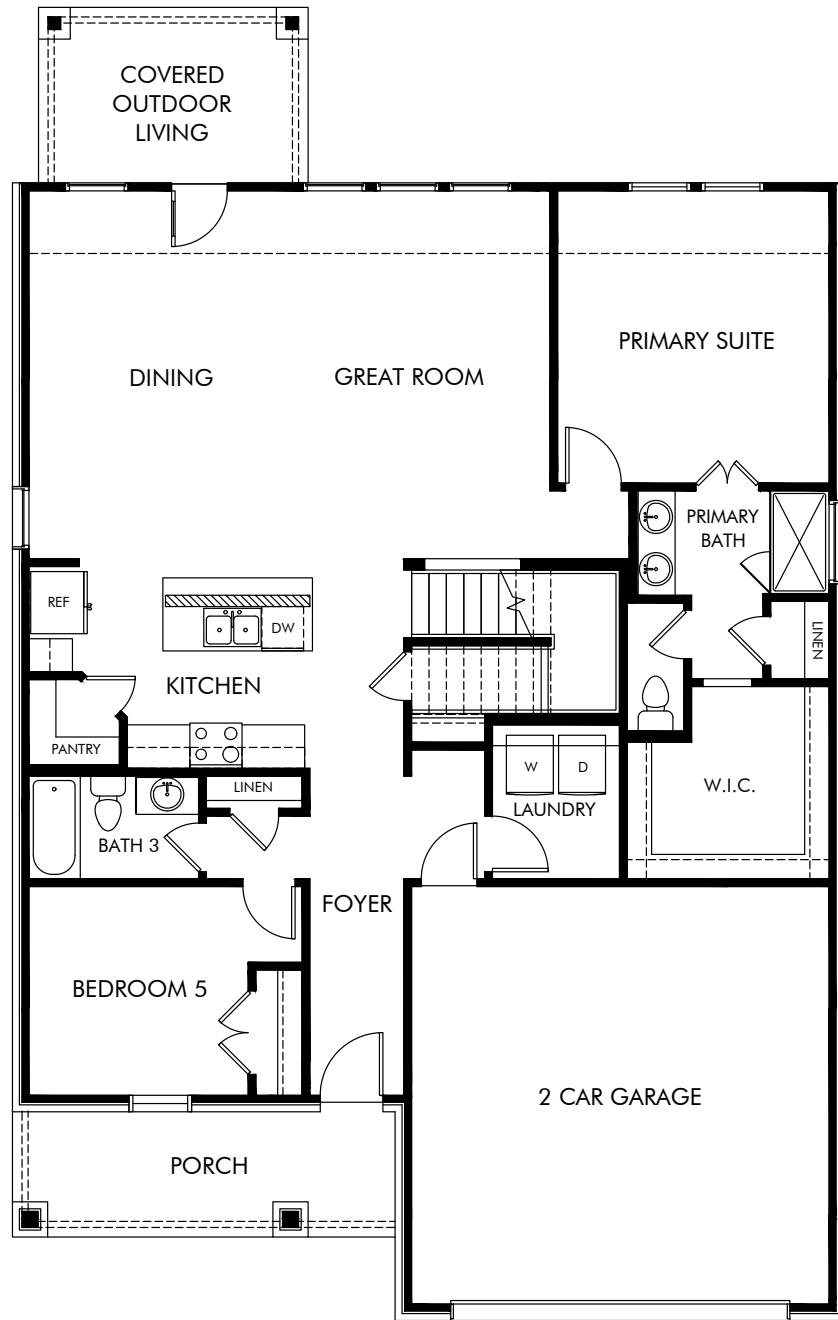 COVERED
OUTDOOR
LIVING
PRIMARY SUITE
DINING
GREAT ROOM
PRIMARY
BATH
REF
DW
LINEN
KITCHEN
PANTRY
W
D
W.I.C.
LINEN
LAUNDRY
BATH 3
FOYER
BEDROOM 5
2 CAR GARAGE
PORCH